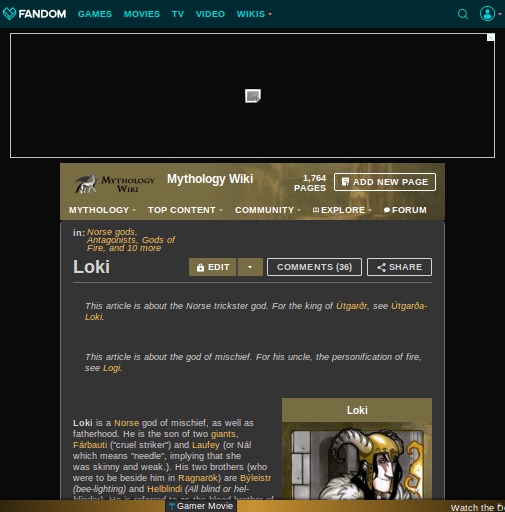 FANDOM GAMES MOVIES TV VIDEO WIKIS
MYTHOLOGY WIKI
Mythology Wiki
1,764 PAGES
ADD NEW PAGE
MYTHOLOGY TOP CONTENT COMMUNITY EXPLORE FORUM
in: Norse gods,
Antagonists, Gods of
Fire, and 10 more
Loki
EDIT COMMENTS (36) SHARE
This article is about the Norse trickster god. For the king of Útgarðr, see Útgarða-
Loki.
This article is about the god of mischief. For his uncle, the personification of fire,
see Logi.
Loki
Loki is a Norse god of mischief, as well as
fatherhood. He is the son of two giants,
Fárbauti ("cruel striker") and Laufey (or Nál
which means "needle", implying that she
was skinny and weak.). His two brothers (who
were to be beside him in Ragnarök) are Býleistr
(bee-lighting) and Helblindi (All blind or hel-
blinder). He is referred to as the blood brother of
Gamer Movie
Watch the